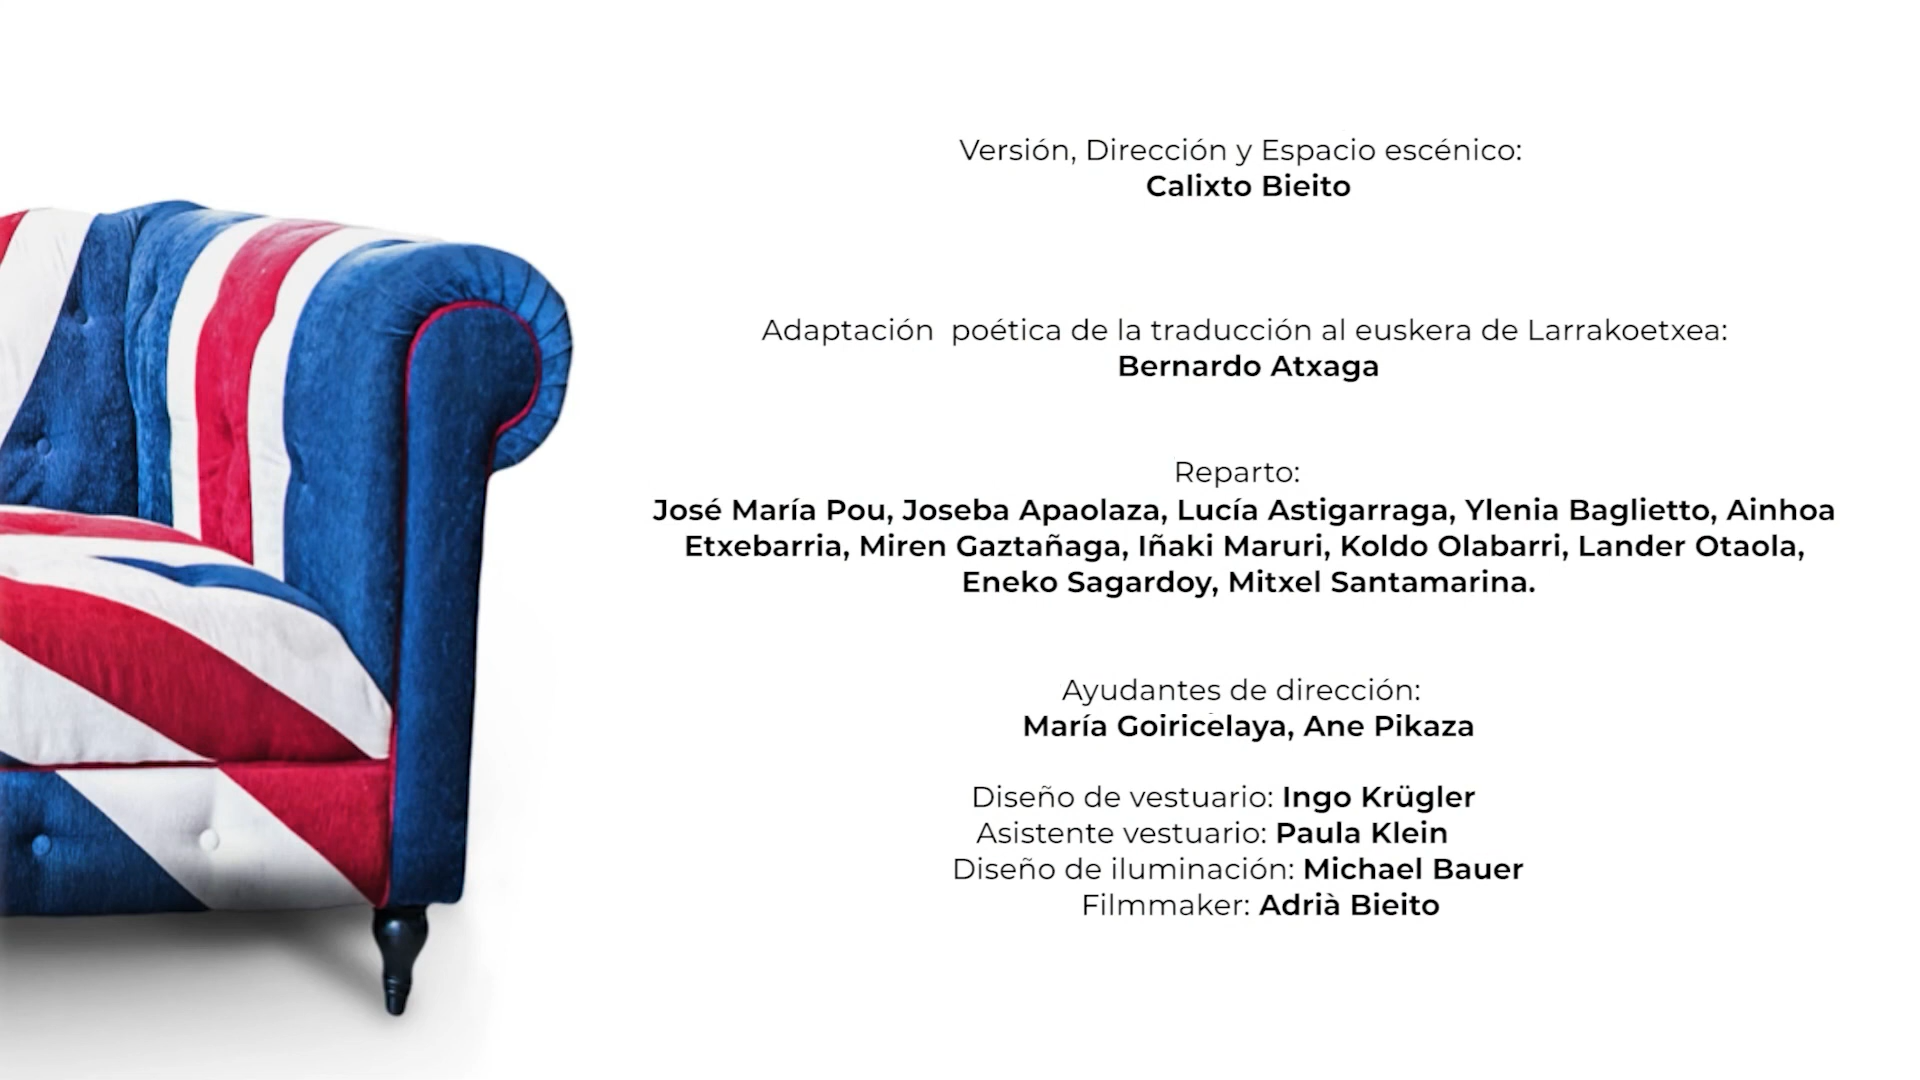 Versión, Dirección y Espacio escénico:
Calixto Bieito
Adaptación poética de la traducción al euskera de Larrakoetxea:
Bernardo Atxaga
Reparto:
José María Pou, Joseba Apaolaza, Lucía Astigarraga, Ylenia Baglietto, Ainhoa
Etxebarria, Miren Gaztañaga, Iñaki Maruri, Koldo Olabarri, Lander Otaola,
Eneko Sagardoy, Mitxel Santamarina.
Ayudantes de dirección:
María Goiricelaya, Ane Pikaza
Diseño de vestuario: Ingo Krügler
Asistente vestuario: Paula Klein
Diseño de iluminación: Michael Bauer
Filmmaker: Adrià Bieito